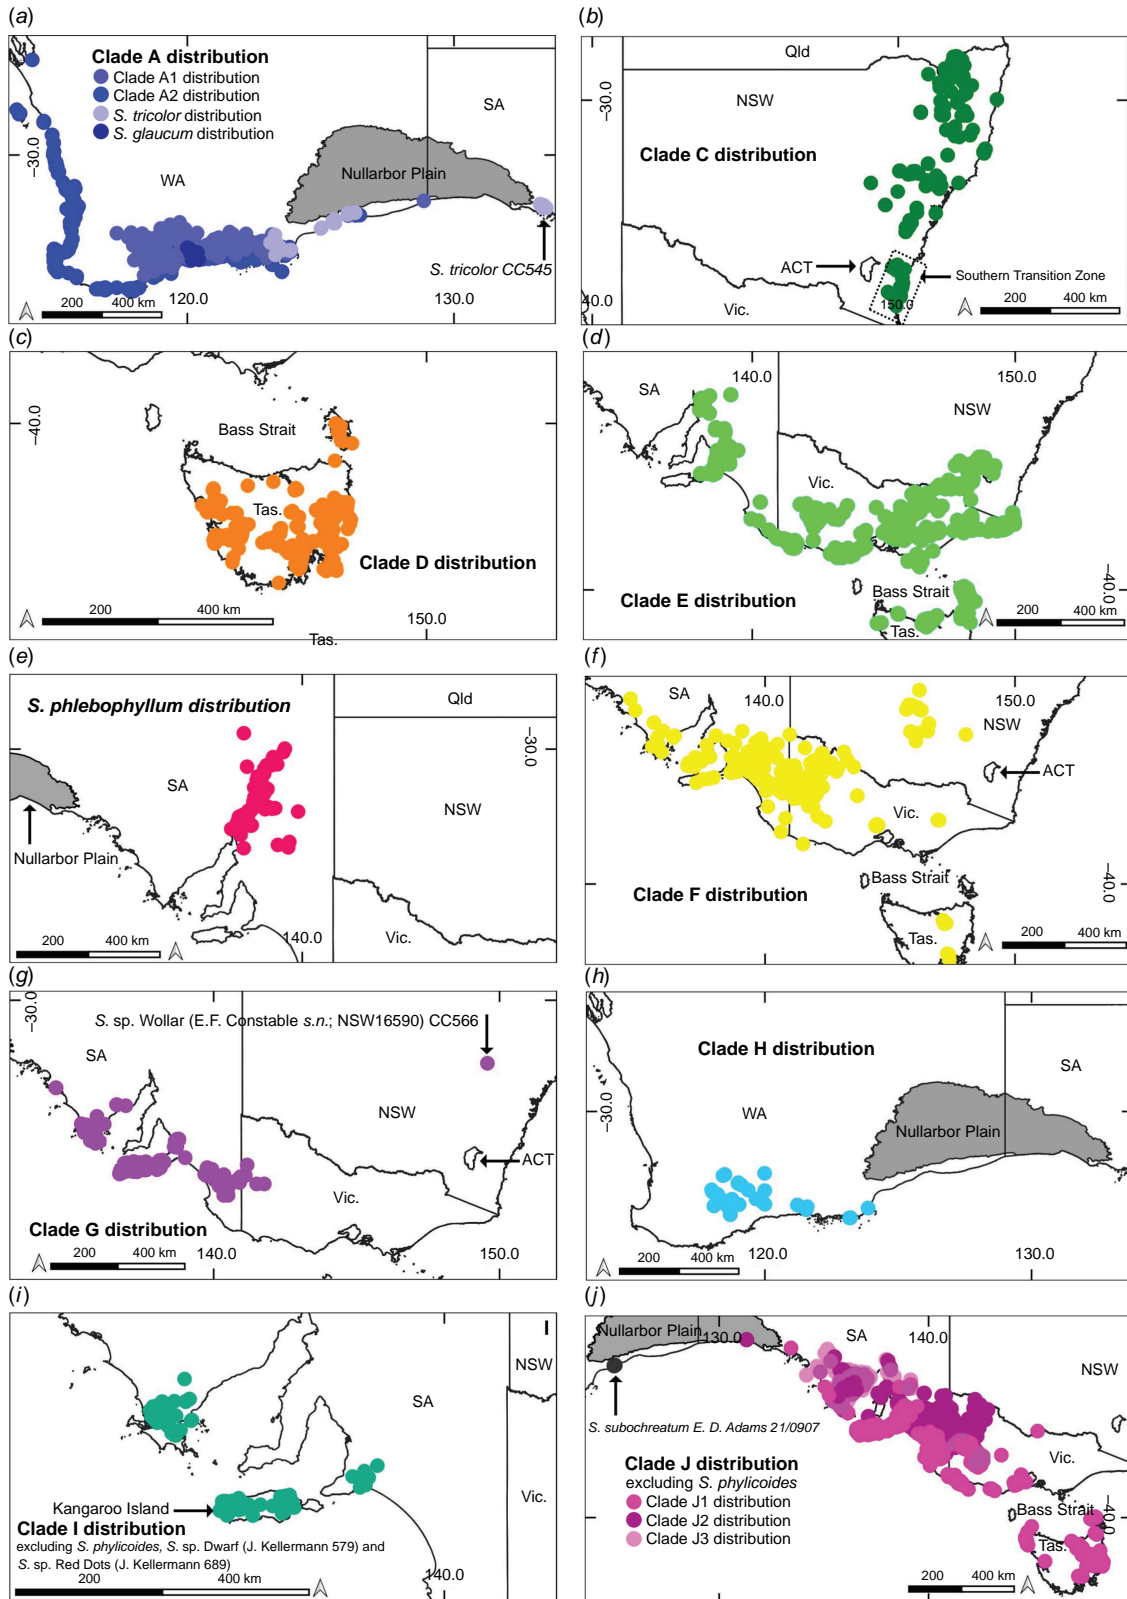 (a)
Clade A distribution
Clade A1 distribution
Clade A2 distribution
S. tricolor distribution
S. glaucum distribution
SA
−30.0
WA
Nullarbor Plain
S. tricolor CC545
120.0
130.0
200 400 km
(b)
Qld
−30.0
NSW
Clade C distribution
ACT
Southern Transition Zone
Vic.
−40.0
150.0
200 400 km
(c)
−40.0
Bass Strait
Tas.
Clade D distribution
200 400 km
150.0
Tas.
(d)
140.0
150.0
SA
NSW
Vic.
Bass Strait
−40.0
Clade E distribution
Tas.
200 400 km
(e)
S. phlebophyllum distribution
Qld
−30.0
SA
NSW
Nullarbor Plain
140.0
Vic.
200 400 km
(f)
SA
140.0
150.0
NSW
ACT
Vic.
Bass Strait
−40.0
Clade F distribution
Tas.
200 400 km
(g)
−30.0
S. sp. Wollar (E.F. Constable s.n.; NSW16590) CC566
SA
NSW
ACT
Vic.
Clade G distribution
200 400 km
140.0
150.0
(h)
Clade H distribution
SA
−30.0
WA
Nullarbor Plain
200 400 km
120.0
130.0
(i)
NSW
SA
Vic.
Kangaroo Island
Clade I distribution
excluding S. phylicoides, S. sp. Dwarf (J. Kellermann 579) and
S. sp. Red Dots (J. Kellermann 689)
200 400 km
140.0
(j)
Nullarbor Plain
130.0
SA
140.0
NSW
S. subochreatum E. D. Adams 21/0907
Clade J distribution
excluding S. phylicoides
Clade J1 distribution
Clade J2 distribution
Clade J3 distribution
Vic.
Bass Strait
−40.0
Tas.
200 400 km